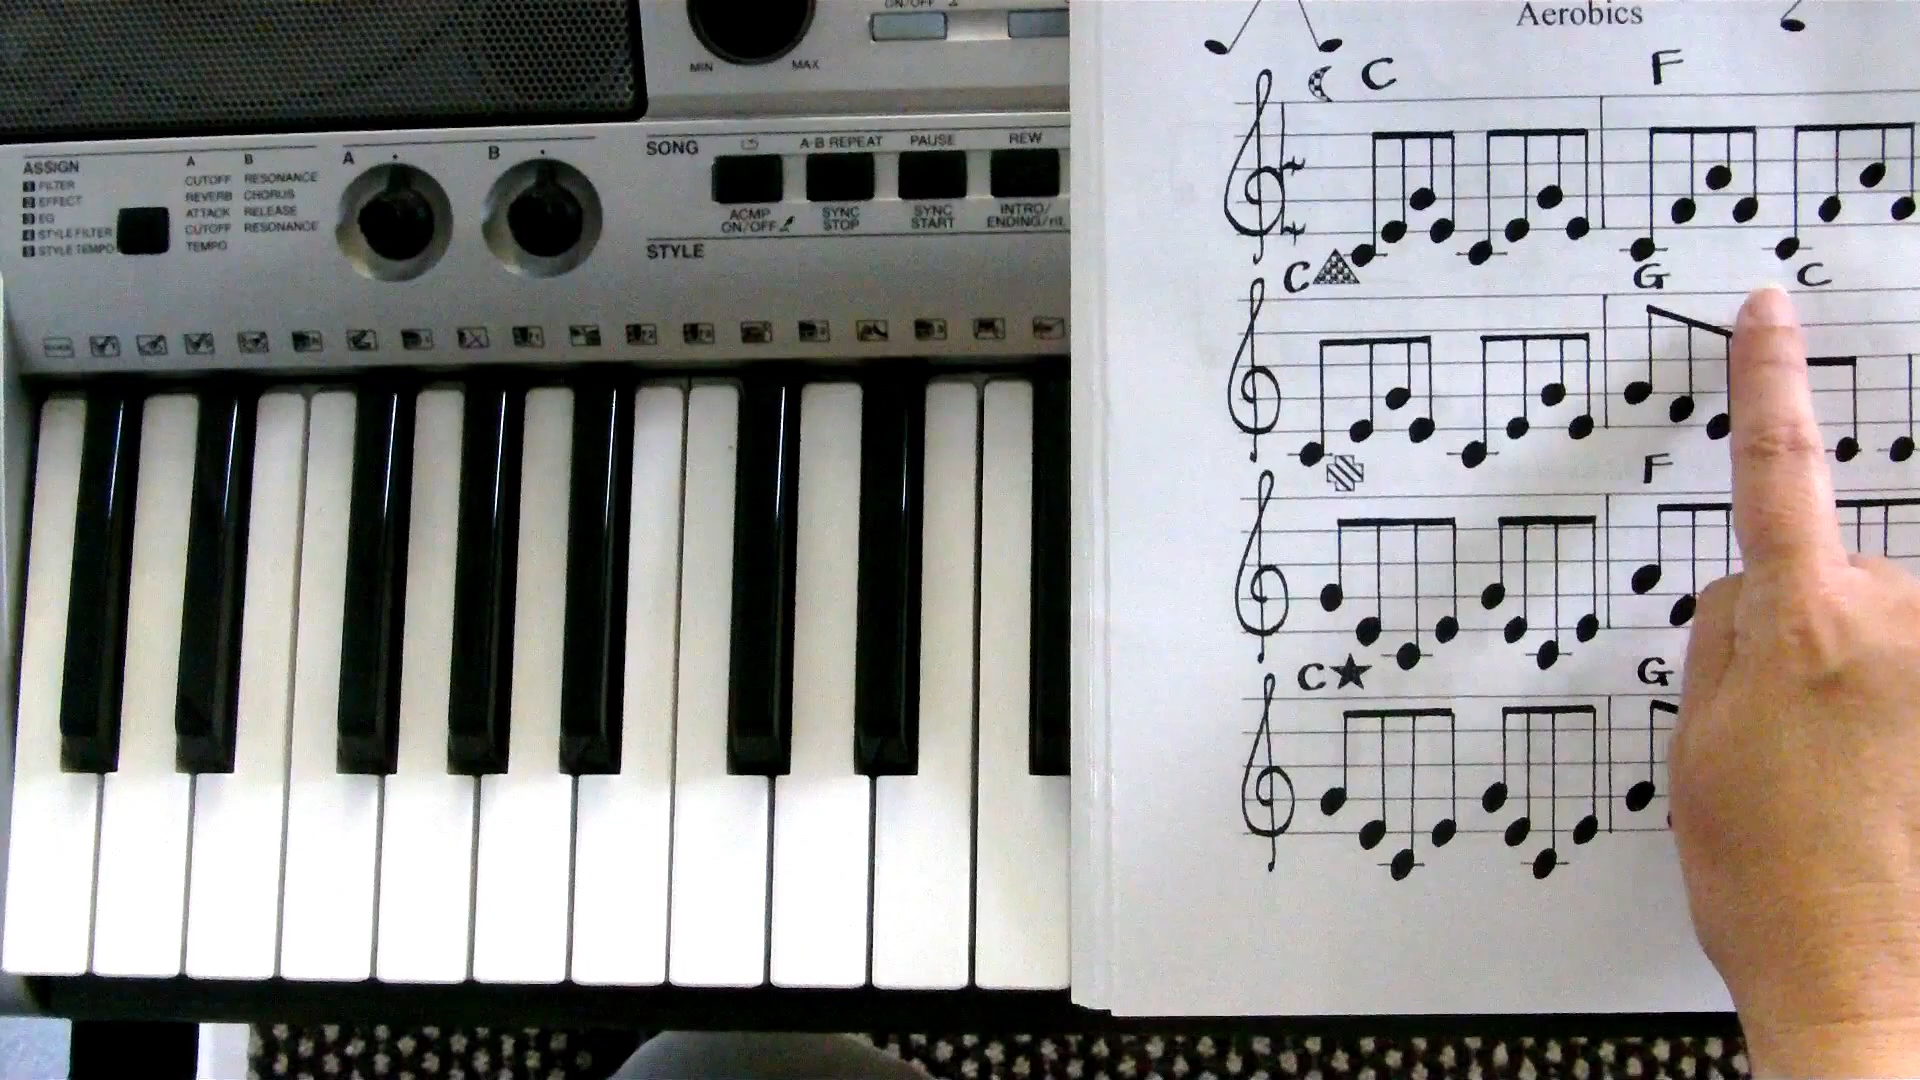 ON/OFF
MIN MAX
Aerobics
C F
ASSIGN A B A B
1 FILTER CUTOFF RESONANCE
2 EFFECT REVERB CHORUS
3 EG ATTACK RELEASE
4 STYLE FILTER CUTOFF RESONANCE
5 STYLE TEMPO TEMPO
SONG A-B REPEAT PAUSE REW
ACMP ON/OFF
SYNC STOP
SYNC START
INTRO/ENDING/rit.
STYLE
C G C
F
C G